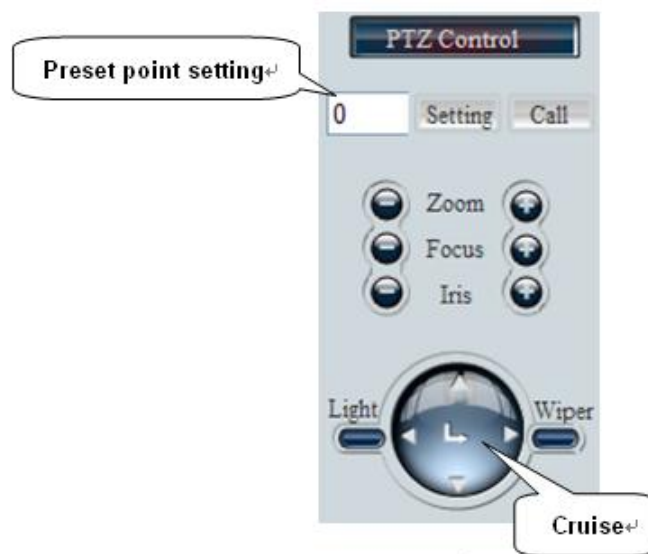 PTZ Control
Preset point setting↵
0 Setting Call
Zoom
Focus
Iris
Light Wiper
Cruise↵